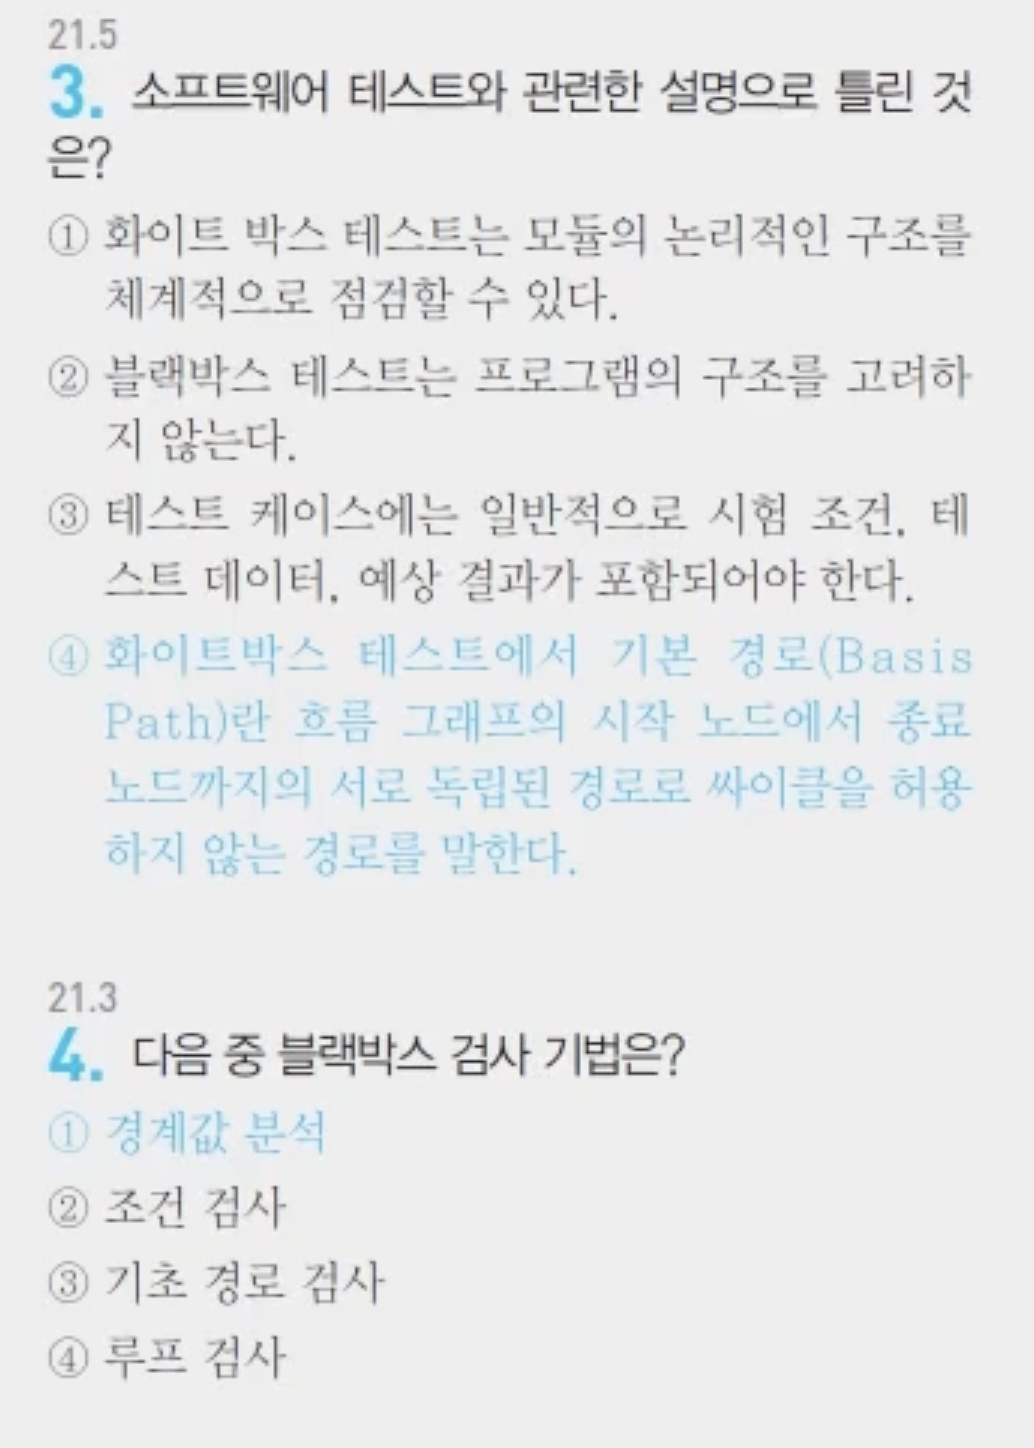 21.5
3. 소프트웨어 테스트와 관련한 설명으로 틀린 것
은?
① 화이트 박스 테스트는 모듈의 논리적인 구조를
체계적으로 점검할 수 있다.
② 블랙박스 테스트는 프로그램의 구조를 고려하
지 않는다.
③ 테스트 케이스에는 일반적으로 시험 조건, 테
스트 데이터, 예상 결과가 포함되어야 한다.
④ 화이트박스 테스트에서 기본 경로(Basis
Path)란 흐름 그래프의 시작 노드에서 종료
노드까지의 서로 독립된 경로로 싸이클을 허용
하지 않는 경로를 말한다.
21.3
4. 다음 중 블랙박스 검사 기법은?
① 경계값 분석
② 조건 검사
③ 기초 경로 검사
④ 루프 검사